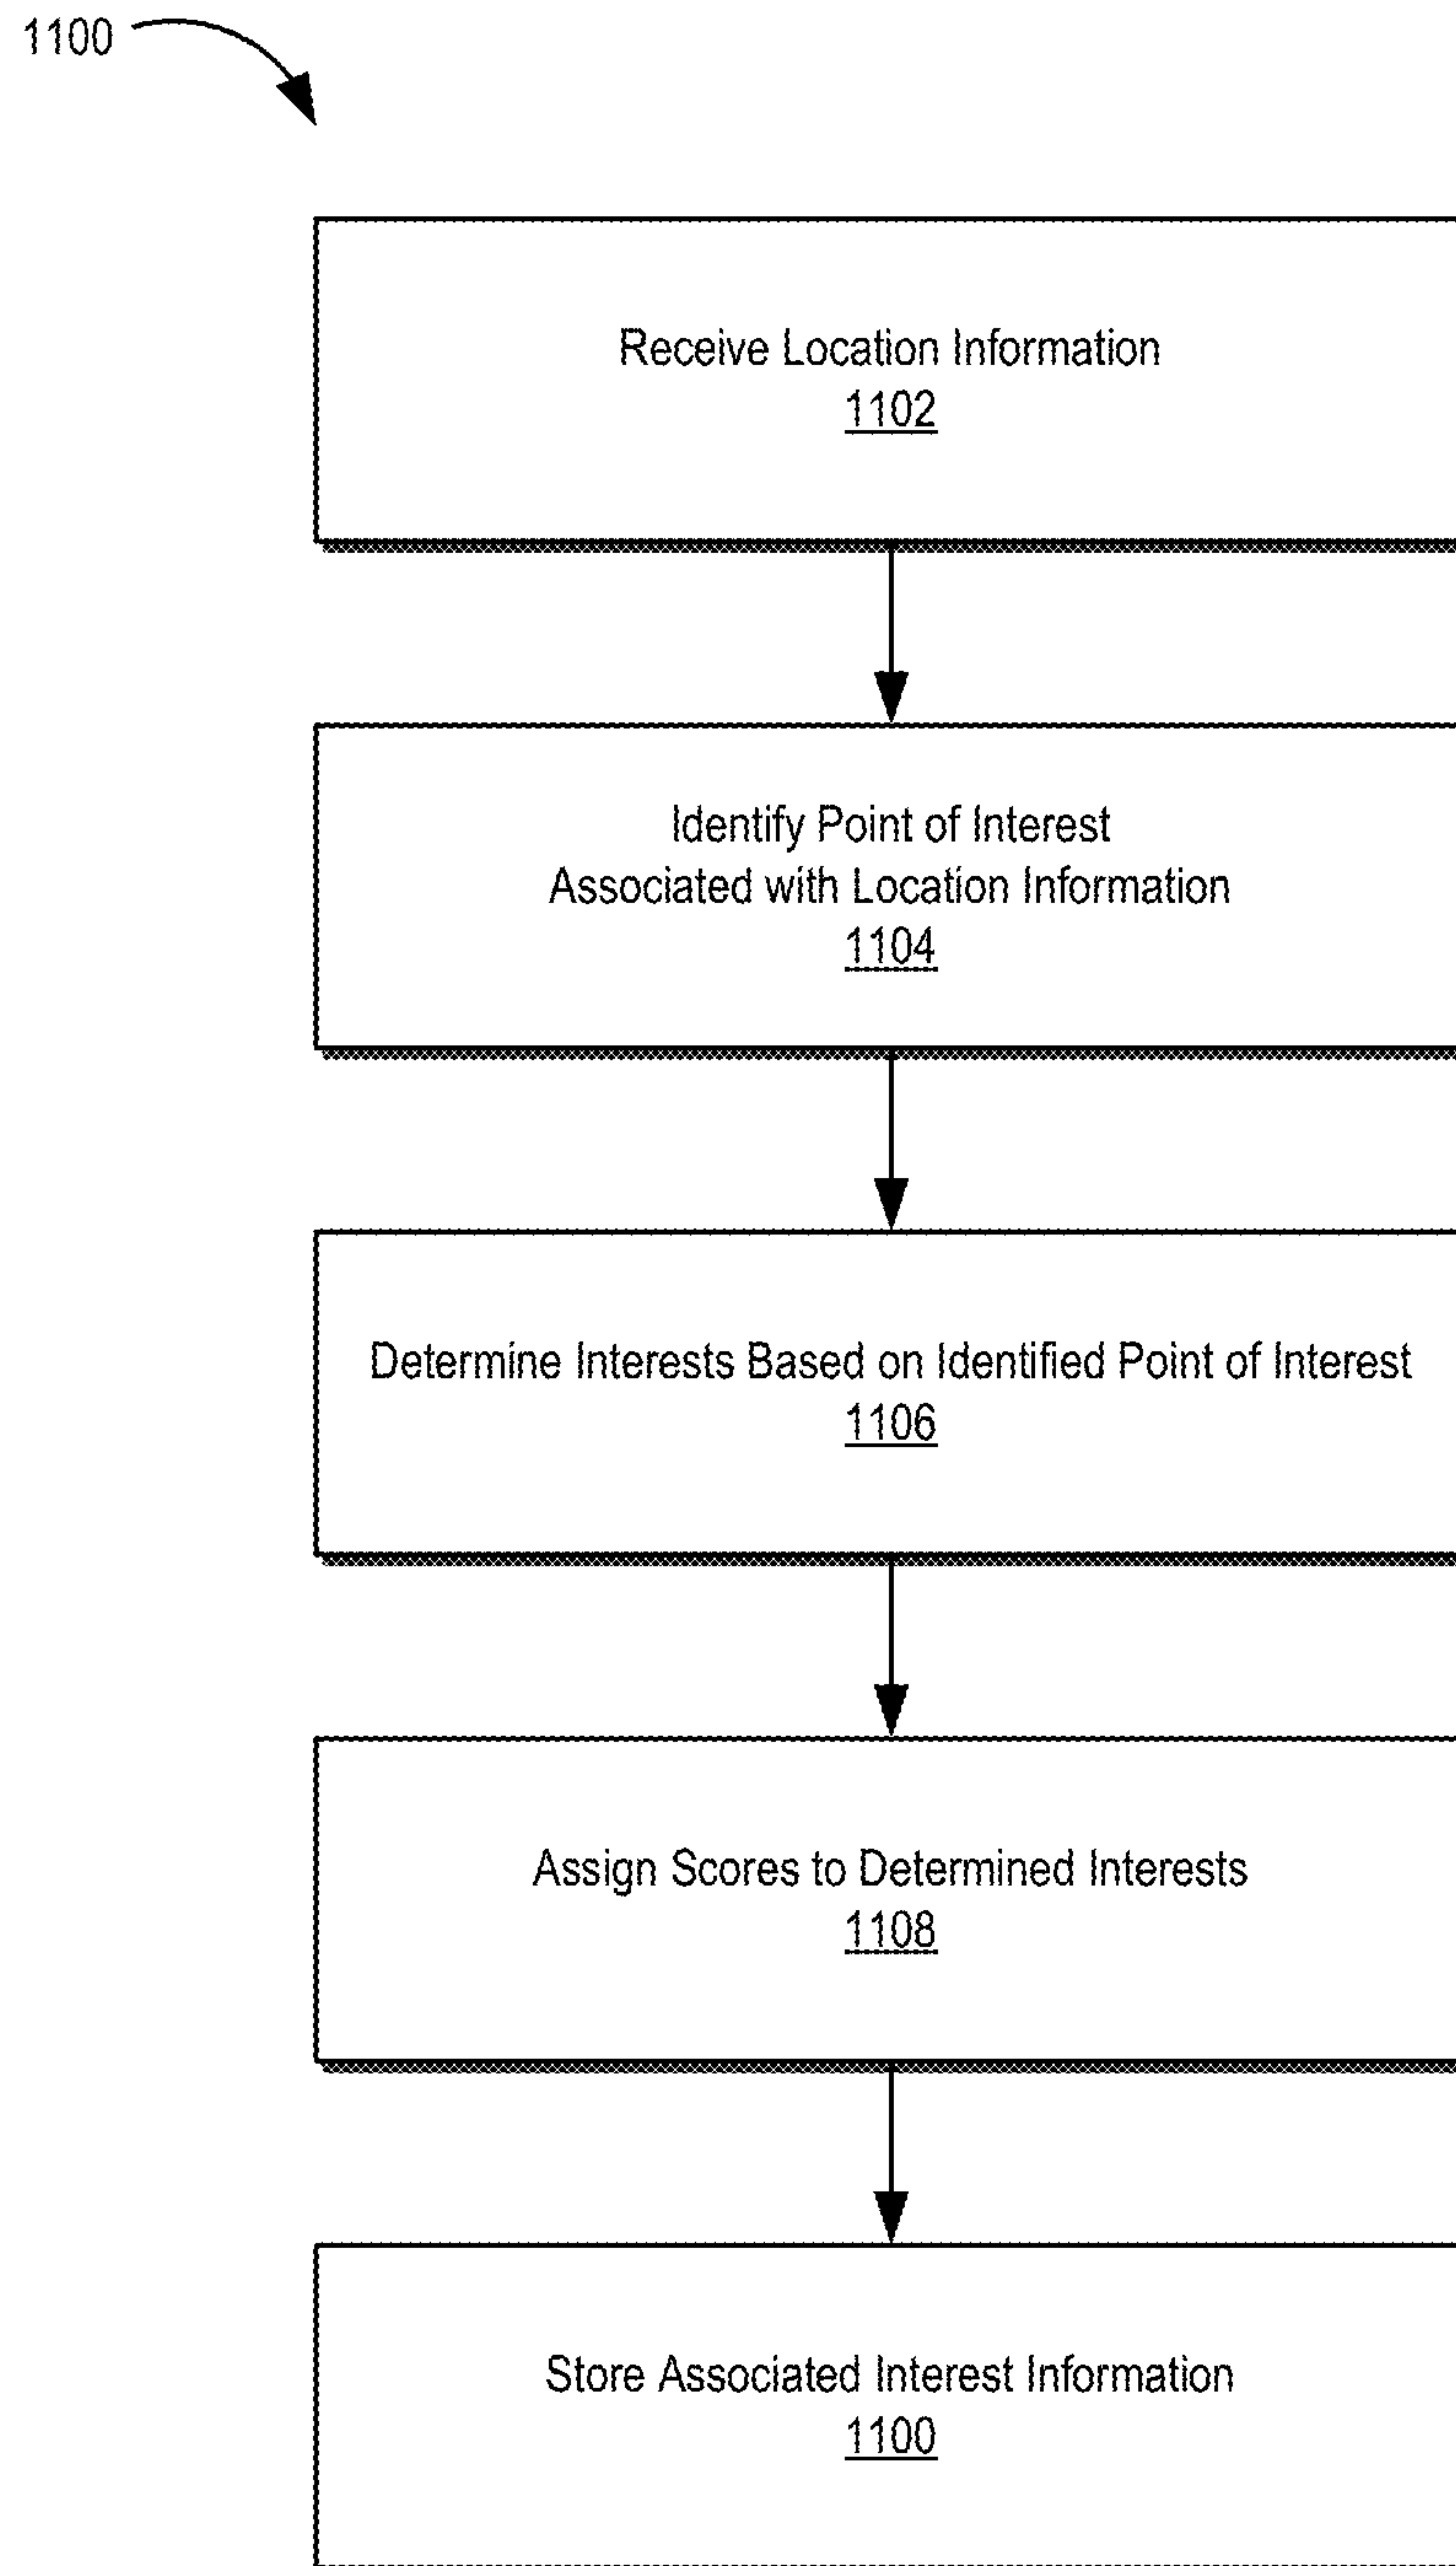 1100
Receive Location Information
1102
Identify Point of Interest
Associated with Location Information
1104
Determine Interests Based on Identified Point of Interest
1106
Assign Scores to Determined Interests
1108
Store Associated Interest Information
1100